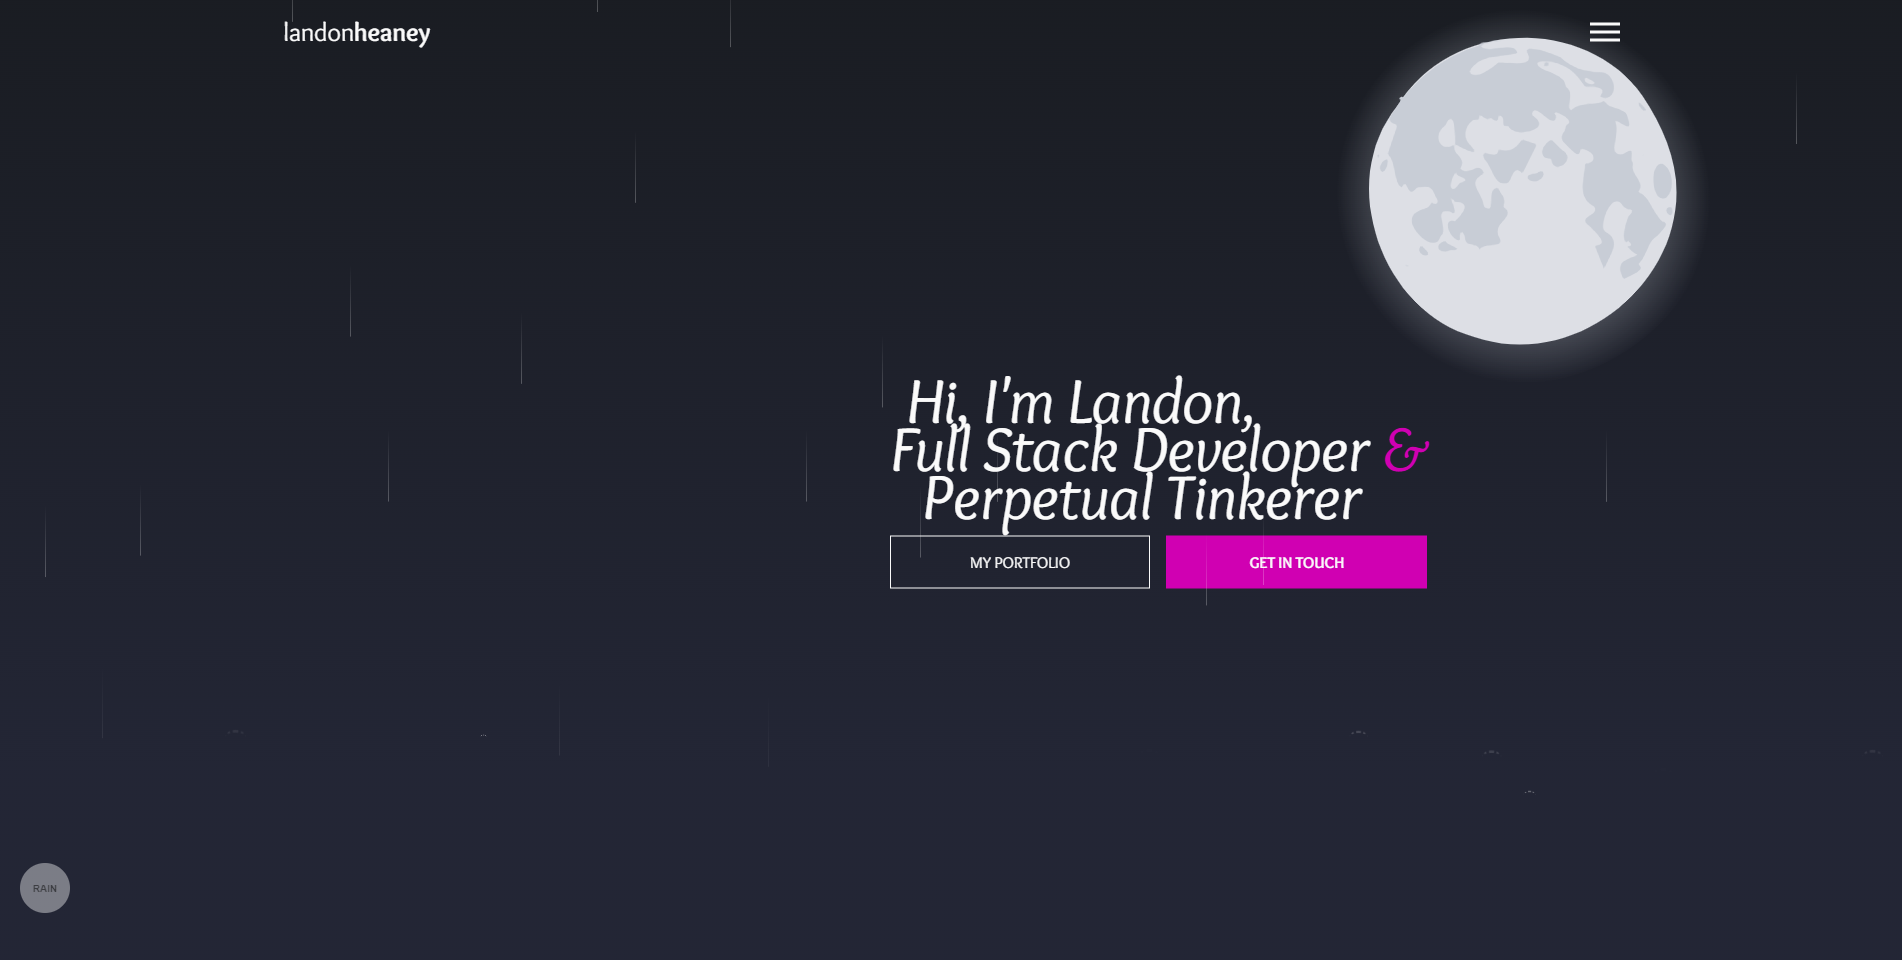 landonheaney
Hi, I'm Landon,
Full Stack Developer &
Perpetual Tinkerer
MY PORTFOLIO
GET IN TOUCH
RAIN